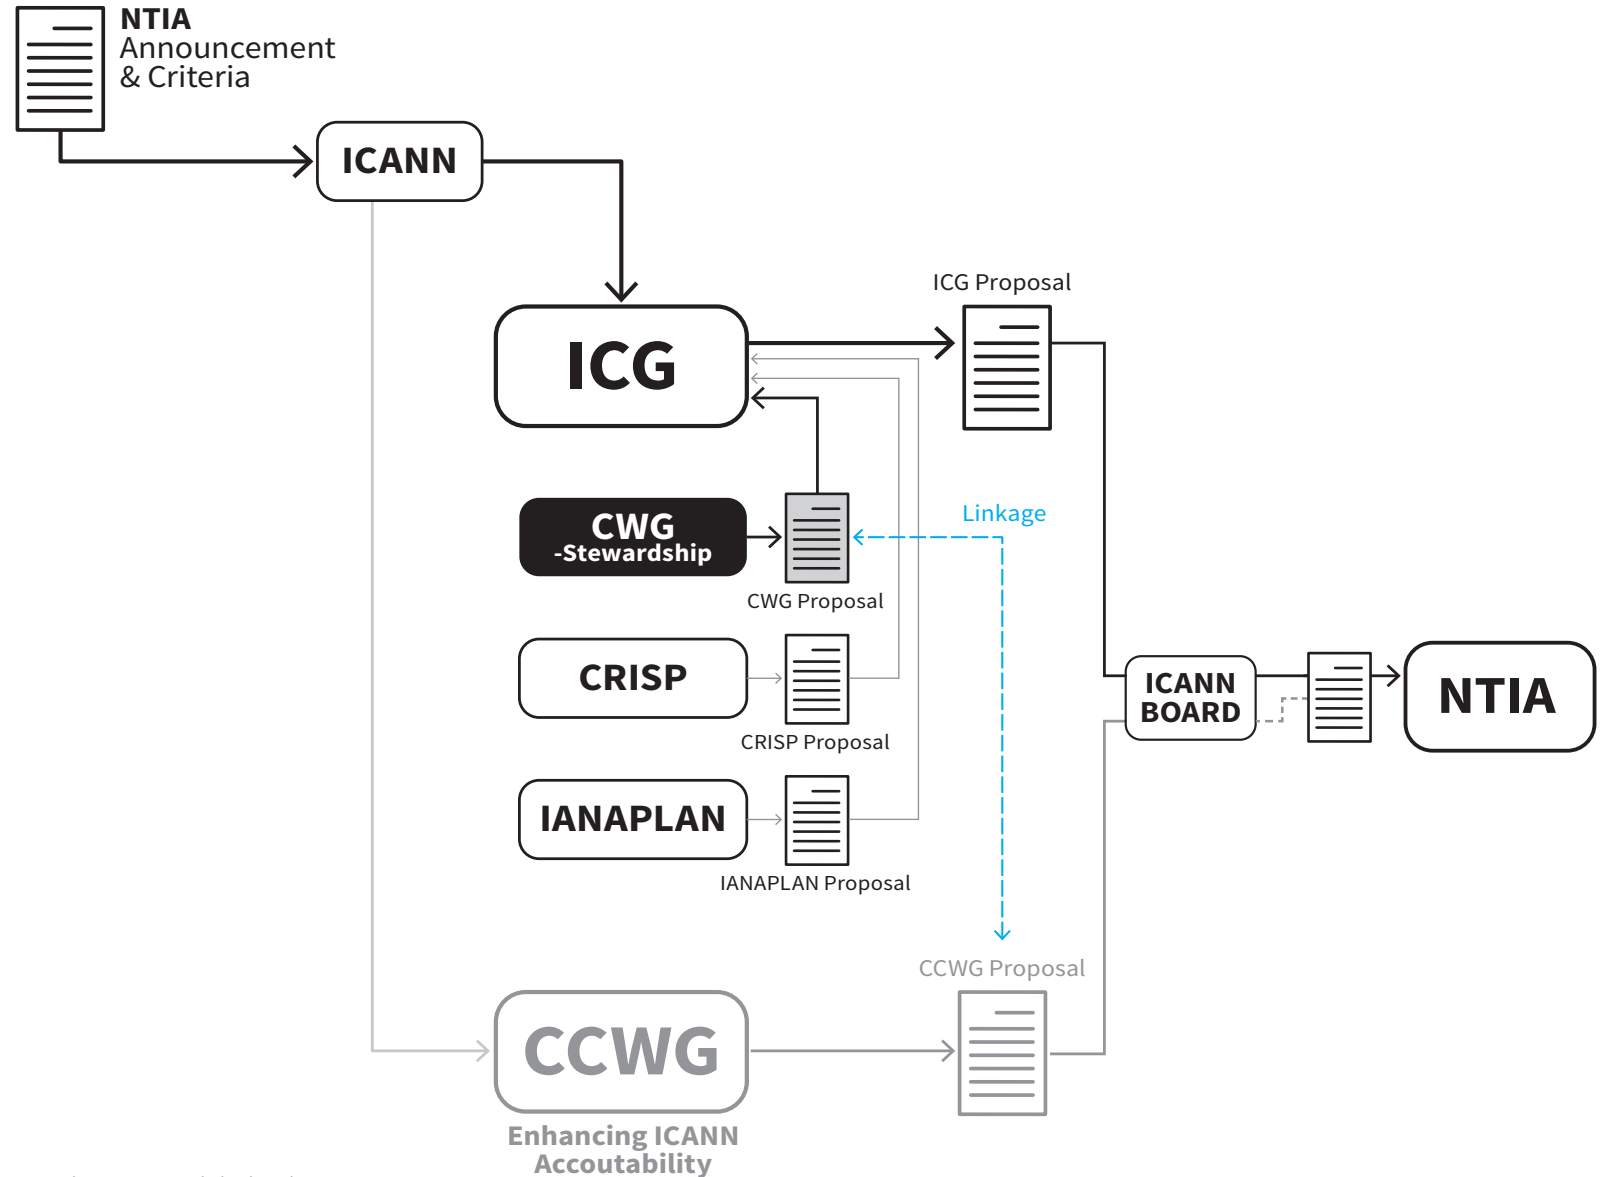 NTIA
Announcement
& Criteria
ICANN
ICG Proposal
ICG
Linkage
CWG
-Stewardship
CWG Proposal
CRISP
CRISP Proposal
ICANN
BOARD
NTIA
IANAPLAN
IANAPLAN Proposal
CCWG Proposal
CCWG
Enhancing ICANN
Accoutability